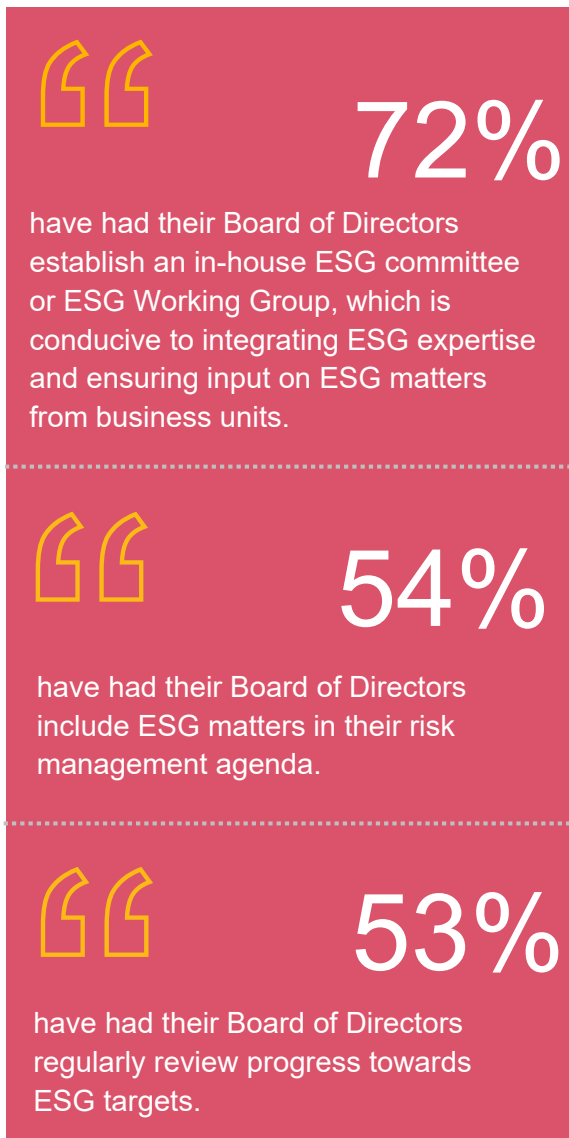 72%
have had their Board of Directors
establish an in-house ESG committee
or ESG Working Group, which is
conducive to integrating ESG expertise
and ensuring input on ESG matters
from business units.
54%
have had their Board of Directors
include ESG matters in their risk
management agenda.
53%
have had their Board of Directors
regularly review progress towards
ESG targets.